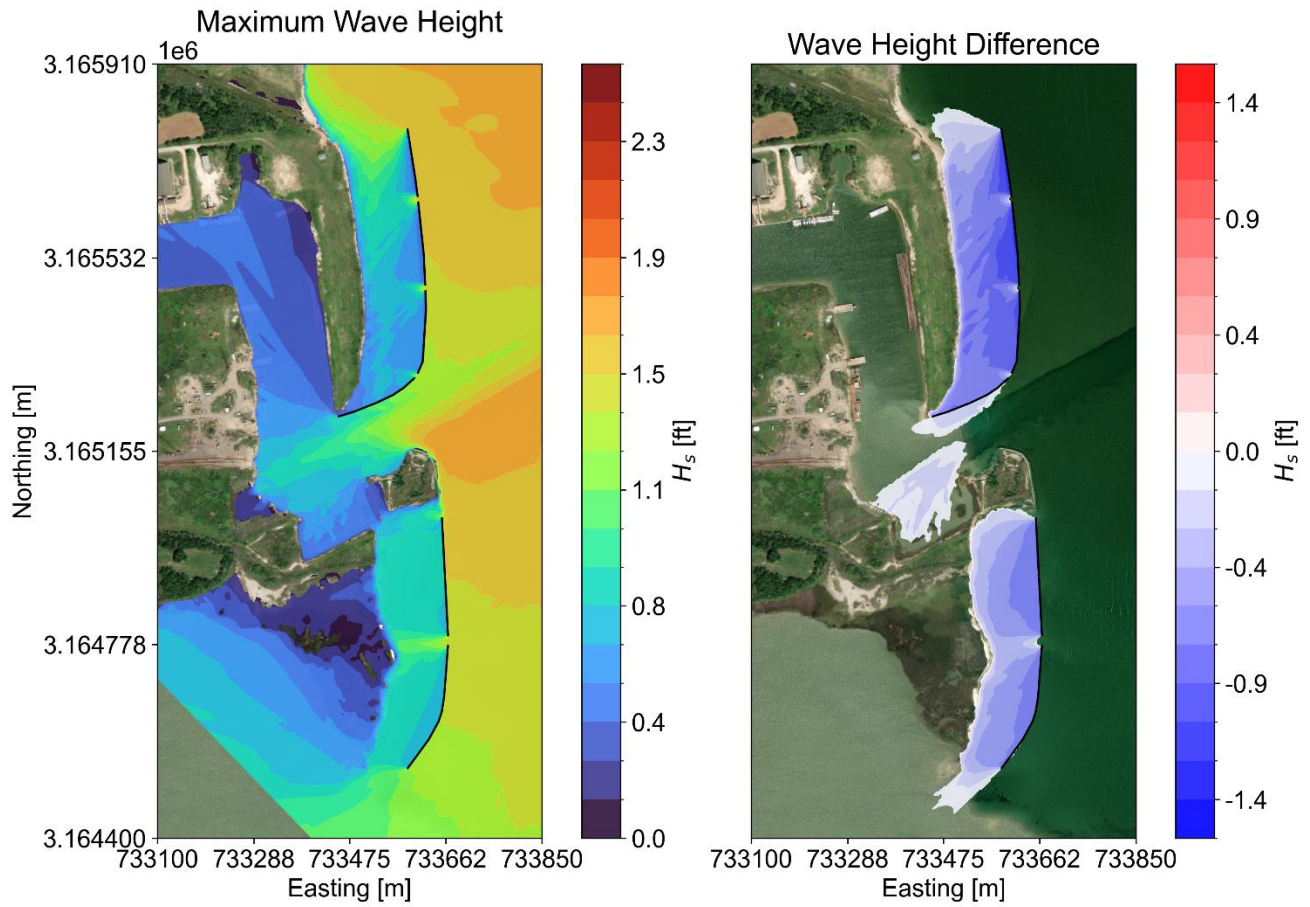 Maximum Wave Height
Wave Height Difference
1e6
3.165910
3.165532
3.165155
3.164778
3.164400
Northing [m]
733100 733288 733475 733662 733850
Easting [m]
2.3
1.9
1.5
1.1
0.8
0.4
0.0
H_s [ft]
733100 733288 733475 733662 733850
Easting [m]
1.4
0.9
0.4
0.0
-0.4
-0.9
-1.4
H_s [ft]